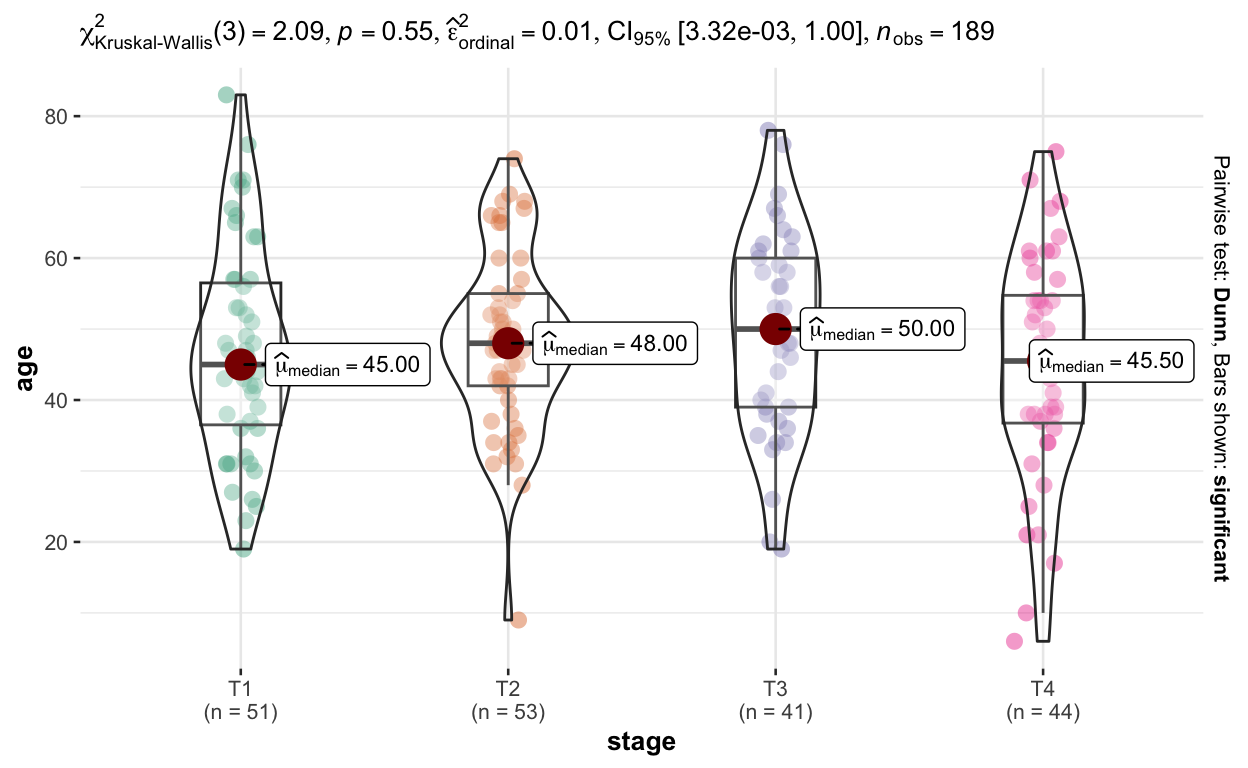 χ²Kruskal-Wallis(3) = 2.09, p = 0.55, ε̂²ordinal = 0.01, CI95% [3.32e-03, 1.00], nobs = 189
80
60
40
20
age
μ̂median = 45.00
μ̂median = 48.00
μ̂median = 50.00
μ̂median = 45.50
T1
(n = 51)
T2
(n = 53)
T3
(n = 41)
T4
(n = 44)
stage
Pairwise test: Dunn, Bars shown: significant